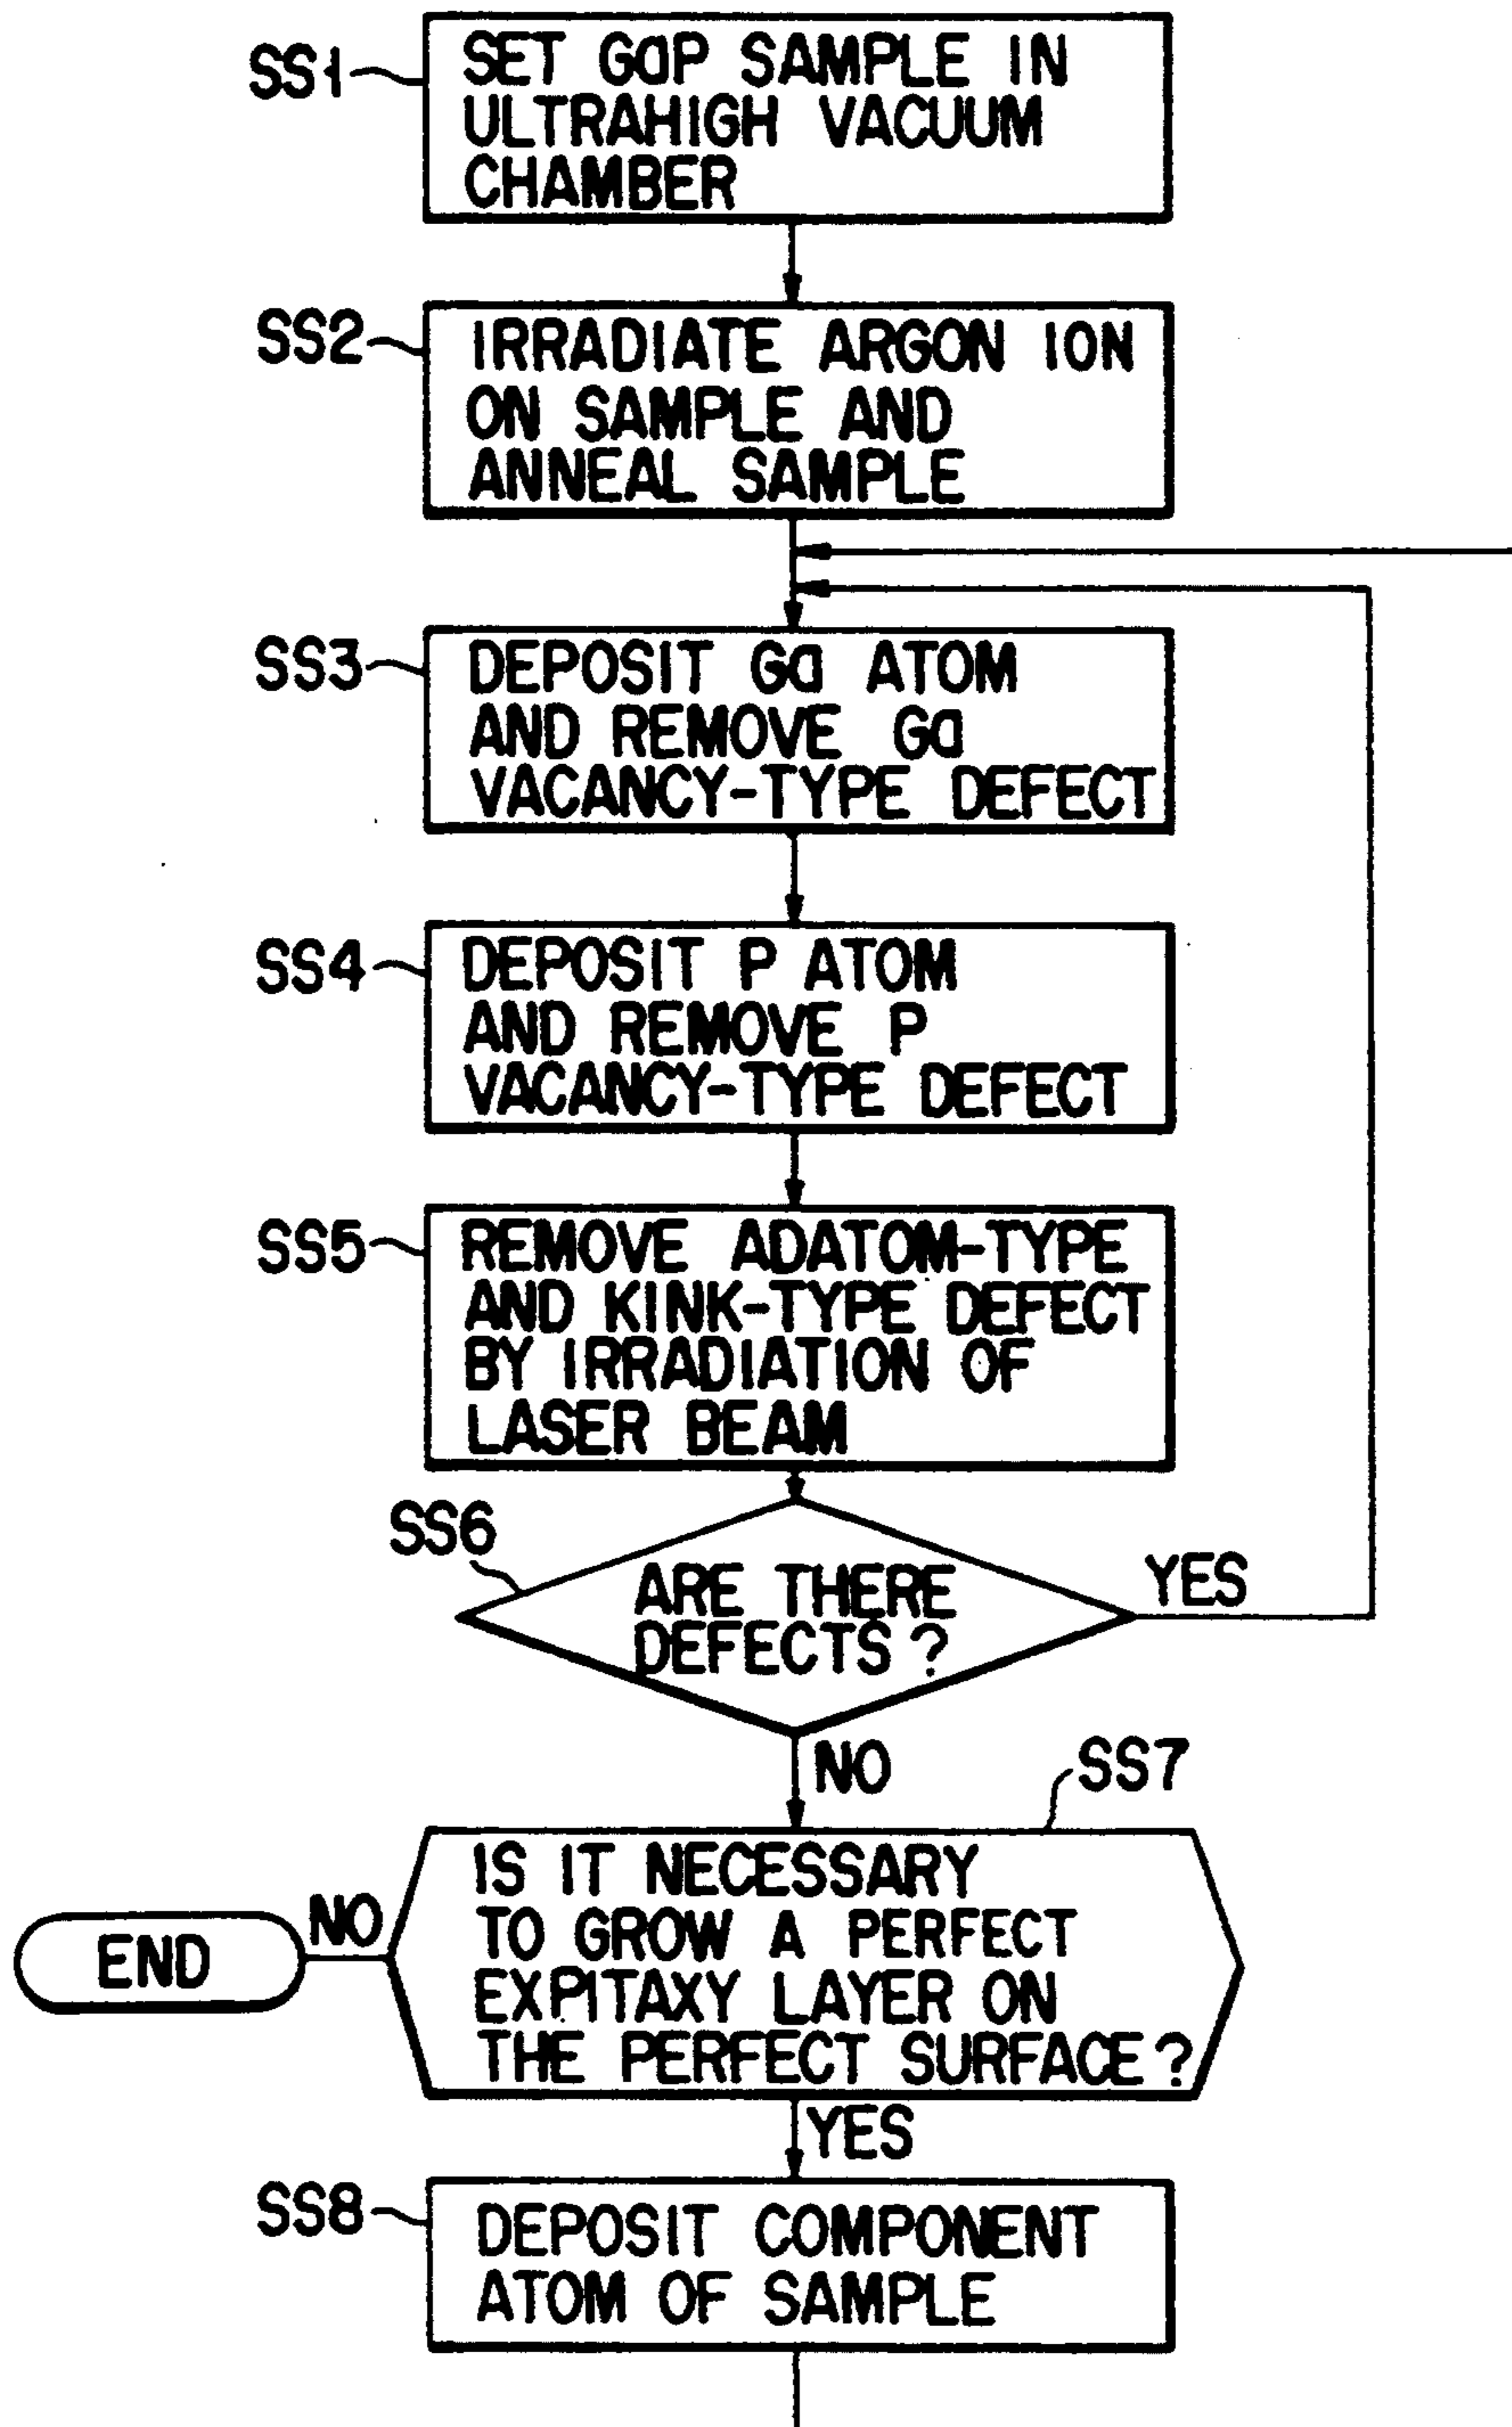 SS1
SET GaP SAMPLE IN
ULTRAHIGH VACUUM
CHAMBER
SS2
IRRADIATE ARGON ION
ON SAMPLE AND
ANNEAL SAMPLE
SS3
DEPOSIT Ga ATOM
AND REMOVE Ga
VACANCY-TYPE DEFECT
SS4
DEPOSIT P ATOM
AND REMOVE P
VACANCY-TYPE DEFECT
SS5
REMOVE ADATOM-TYPE
AND KINK-TYPE DEFECT
BY IRRADIATION OF
LASER BEAM
SS6
ARE THERE
DEFECTS?
YES
NO
SS7
IS IT NECESSARY
TO GROW A PERFECT
EXPITAXY LAYER ON
THE PERFECT SURFACE?
NO
END
YES
SS8
DEPOSIT COMPONENT
ATOM OF SAMPLE